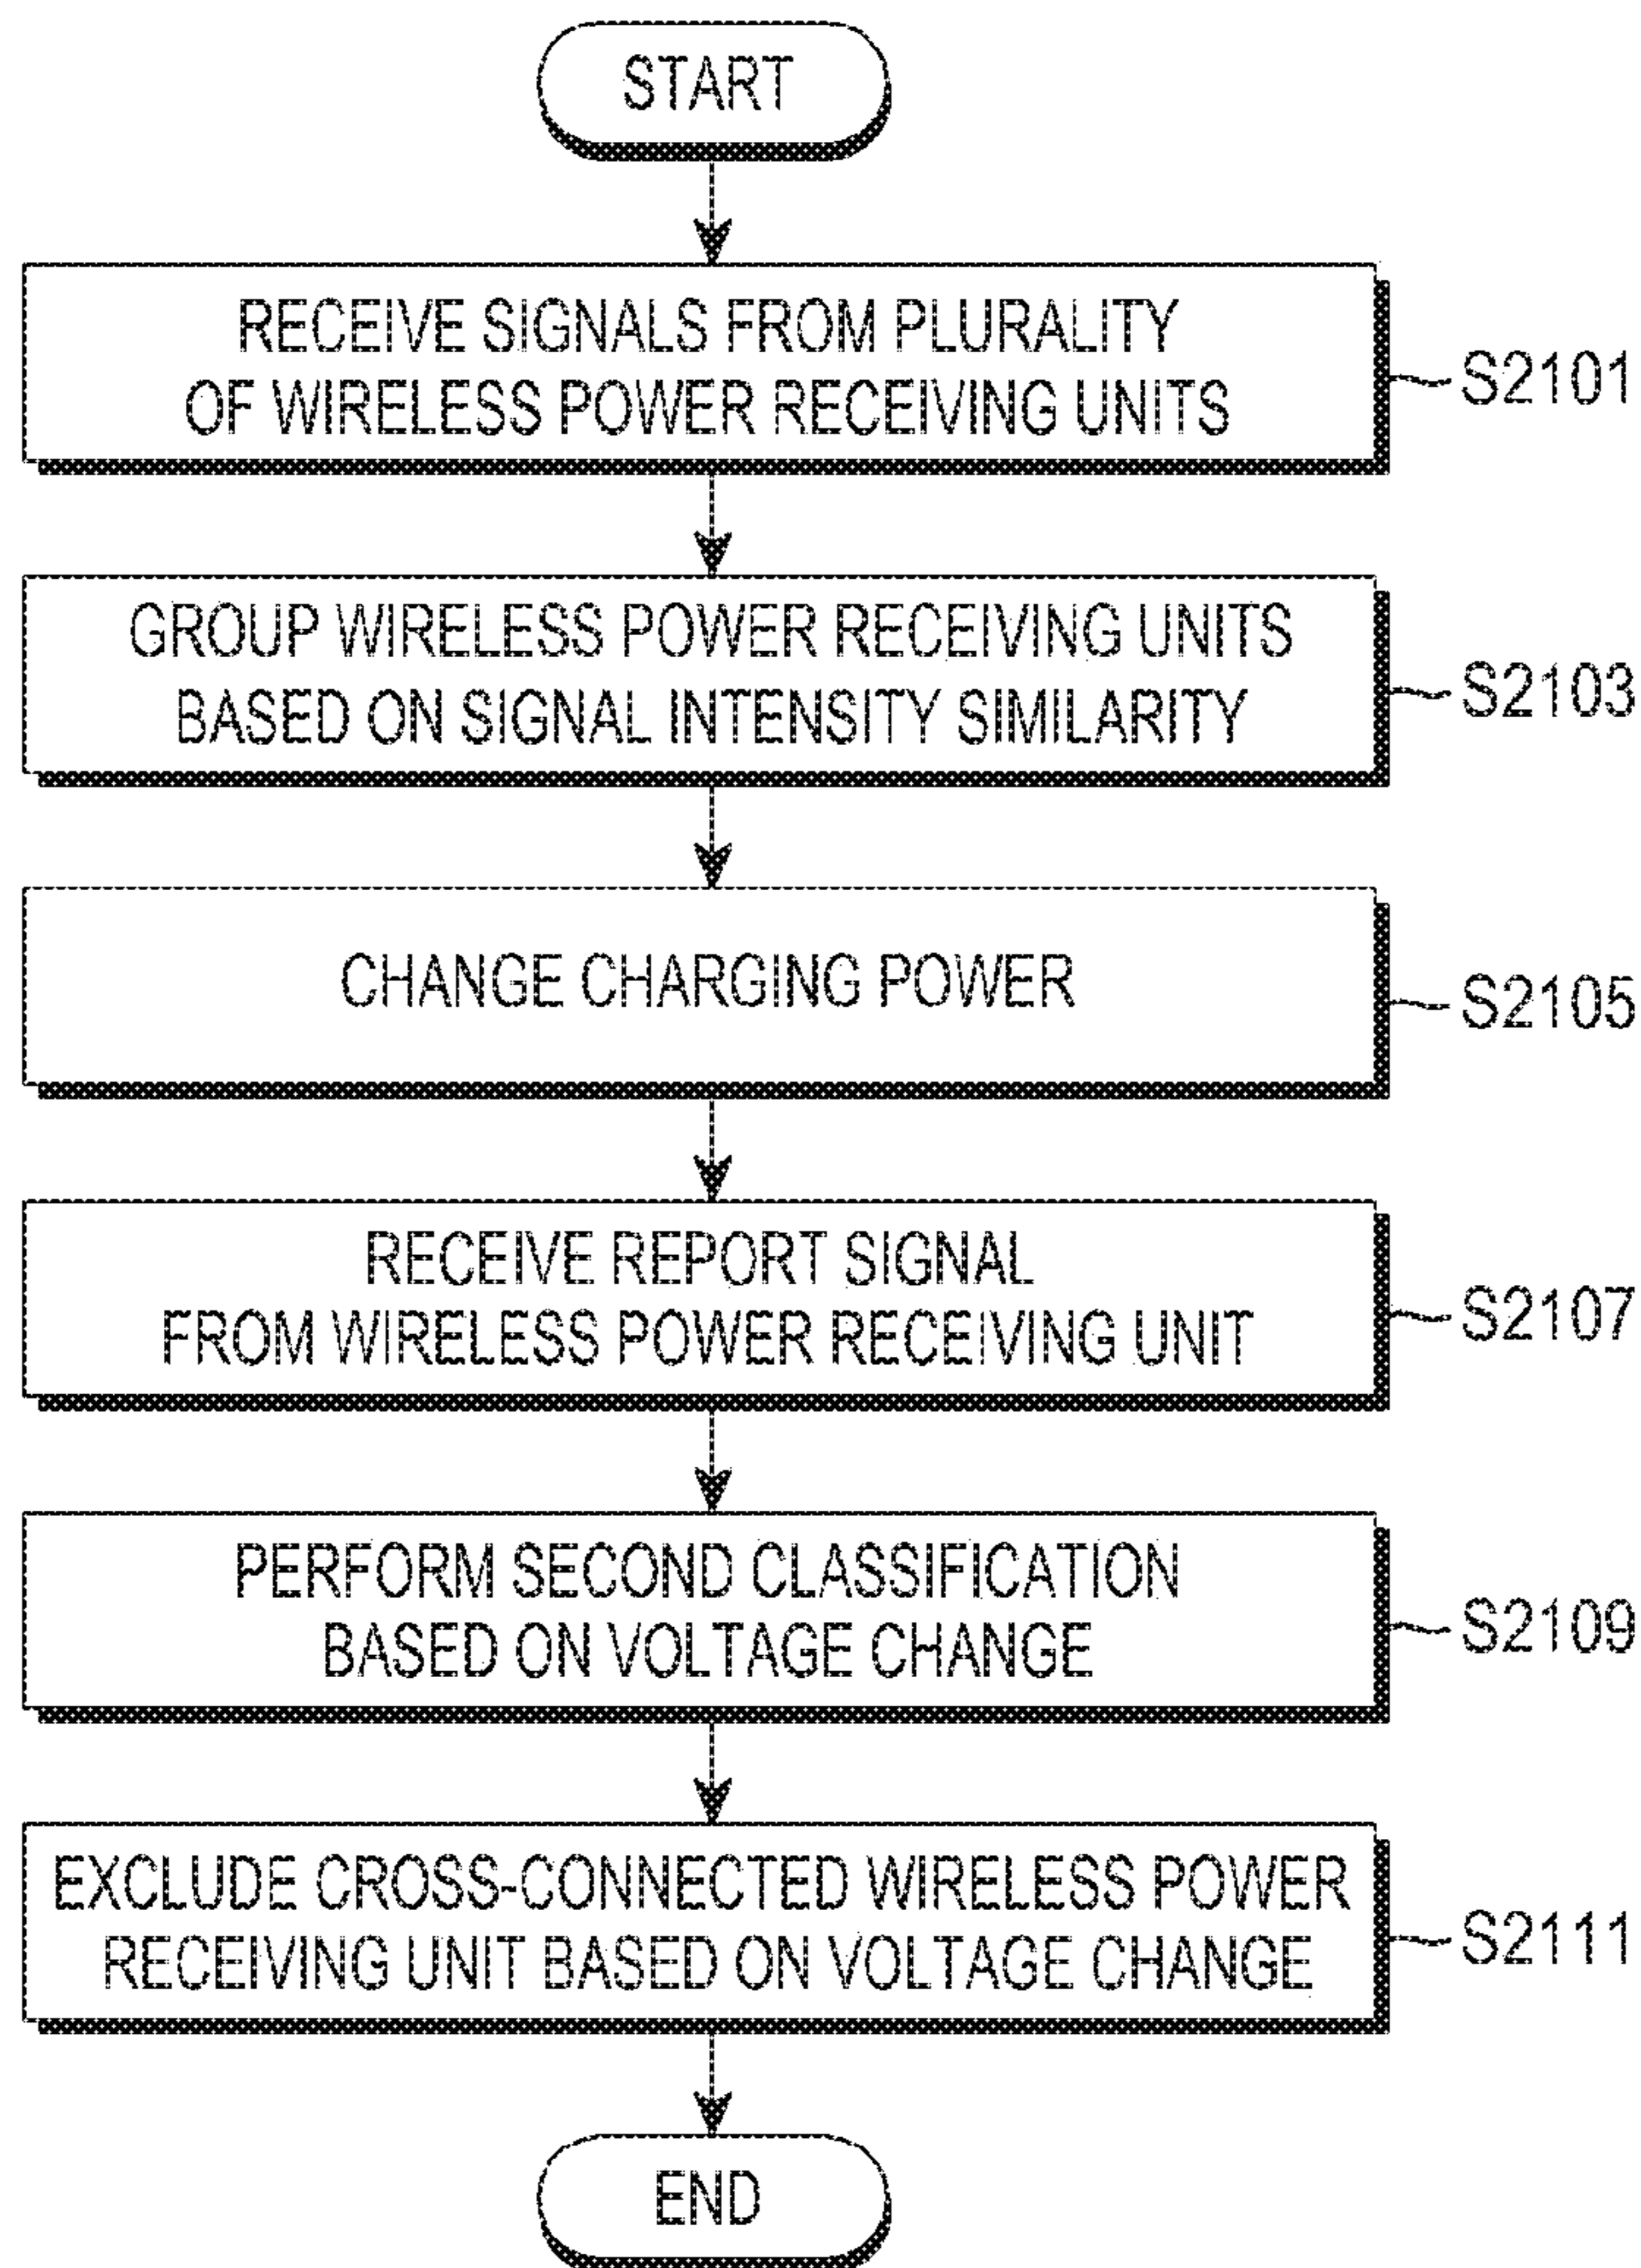 START
RECEIVE SIGNALS FROM PLURALITY
OF WIRELESS POWER RECEIVING UNITS
S2101
GROUP WIRELESS POWER RECEIVING UNITS
BASED ON SIGNAL INTENSITY SIMILARITY
S2103
CHANGE CHARGING POWER
S2105
RECEIVE REPORT SIGNAL
FROM WIRELESS POWER RECEIVING UNIT
S2107
PERFORM SECOND CLASSIFICATION
BASED ON VOLTAGE CHANGE
S2109
EXCLUDE CROSS-CONNECTED WIRELESS POWER
RECEIVING UNIT BASED ON VOLTAGE CHANGE
S2111
END